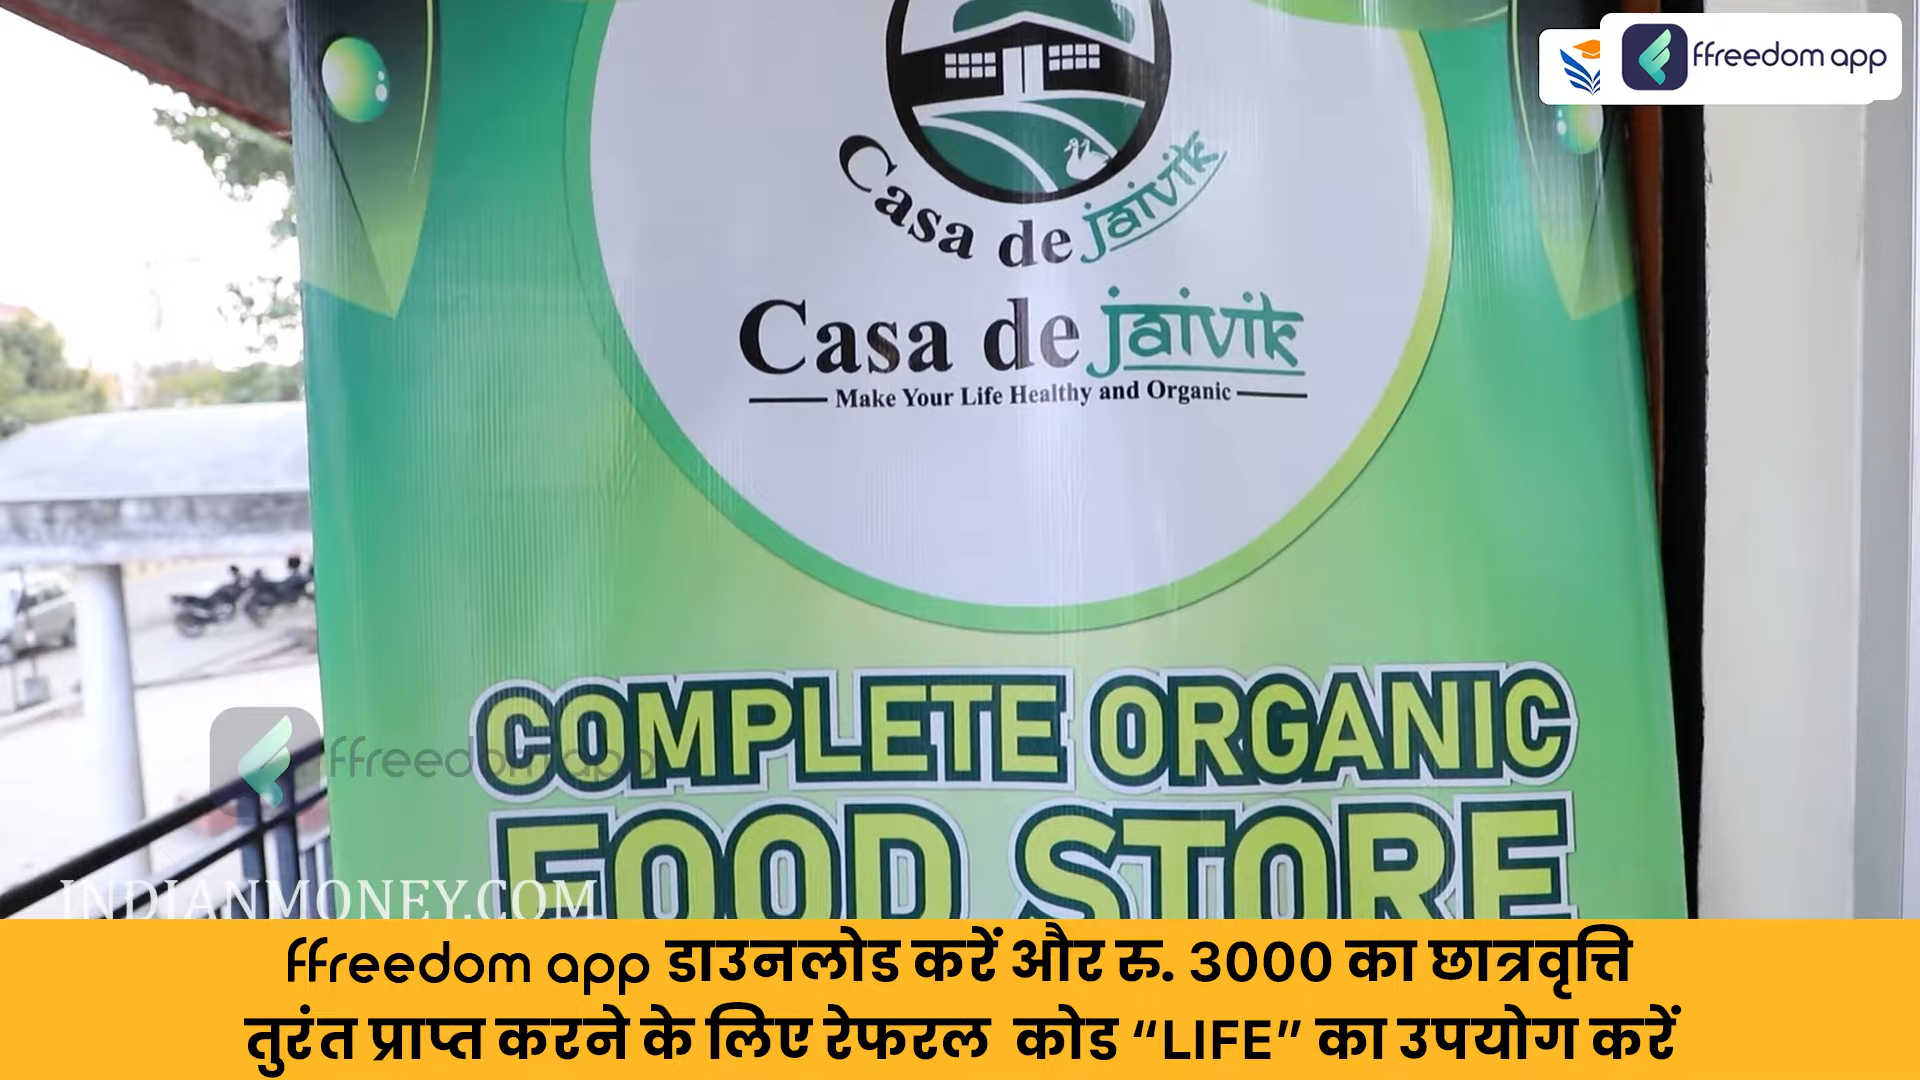 ffreedom app
Casa de jaivik
Casa de jaivik
Make Your Life Healthy and Organic
COMPLETE ORGANIC
FOOD STORE
ffreedom app
INDIANMONEY.COM
ffreedom app डाउनलोड करें और रु. 3000 का छात्रवृत्ति
तुरंत प्राप्त करने के लिए रेफरल कोड “LIFE” का उपयोग करें